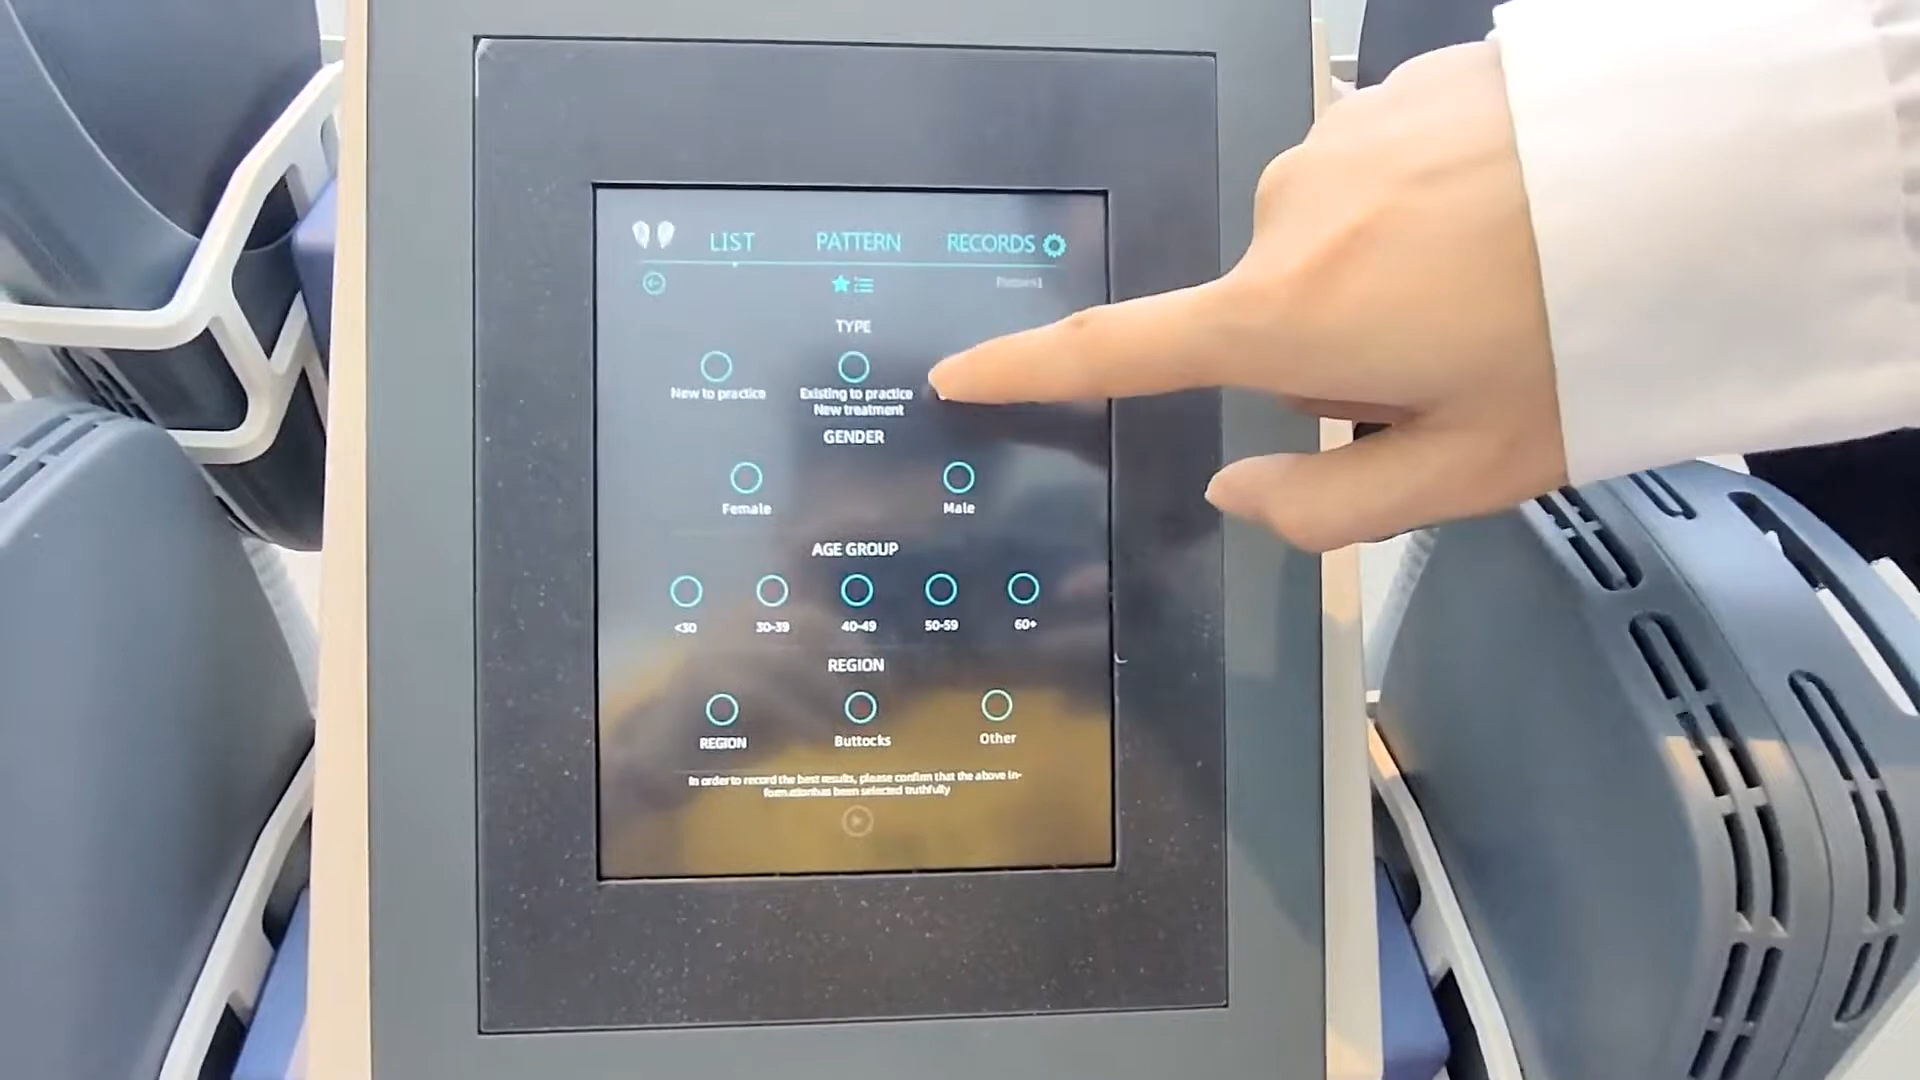 LIST PATTERN RECORDS
TYPE
New to practice
Existing to practice
New treatment
GENDER
Female Male
AGE GROUP
<30 30-39 40-49 50-59 60+
REGION
REGION Buttocks Other
In order to record the best results, please confirm that the above in-
formationhas been selected truthfully